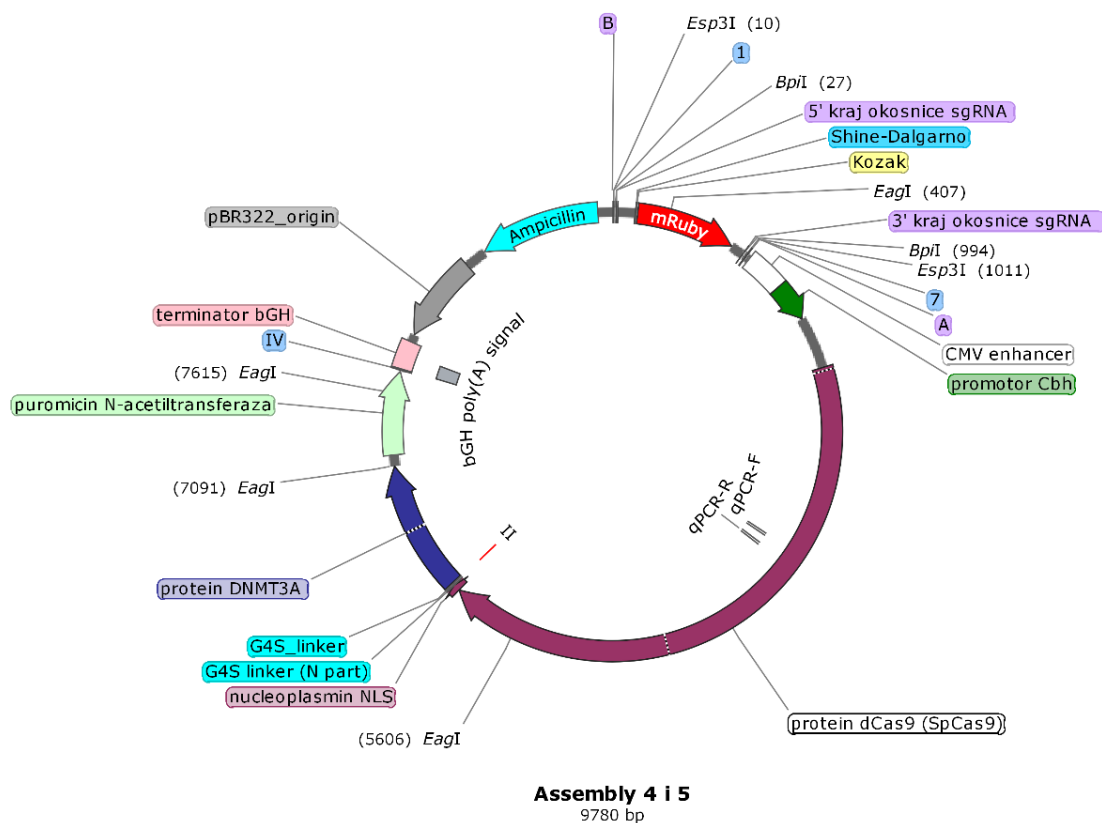 B
Esp3I (10)
1
BpiI (27)
5' kraj okosnice sgRNA
Shine-Dalgarno
Kozak
EagI (407)
mRuby
3' kraj okosnice sgRNA
BpiI (994)
Esp3I (1011)
7
A
CMV enhancer
promotor Cbh
Ampicillin
pBR322_origin
terminator bGH
IV
(7615) EagI
puromicin N-acetiltransferaza
bGH poly(A) signal
(7091) EagI
qPCR-R
qPCR-F
II
protein DNMT3A
G4S_linker
G4S linker (N part)
nucleoplasmin NLS
(5606) EagI
protein dCas9 (SpCas9)
Assembly 4 i 5
9780 bp